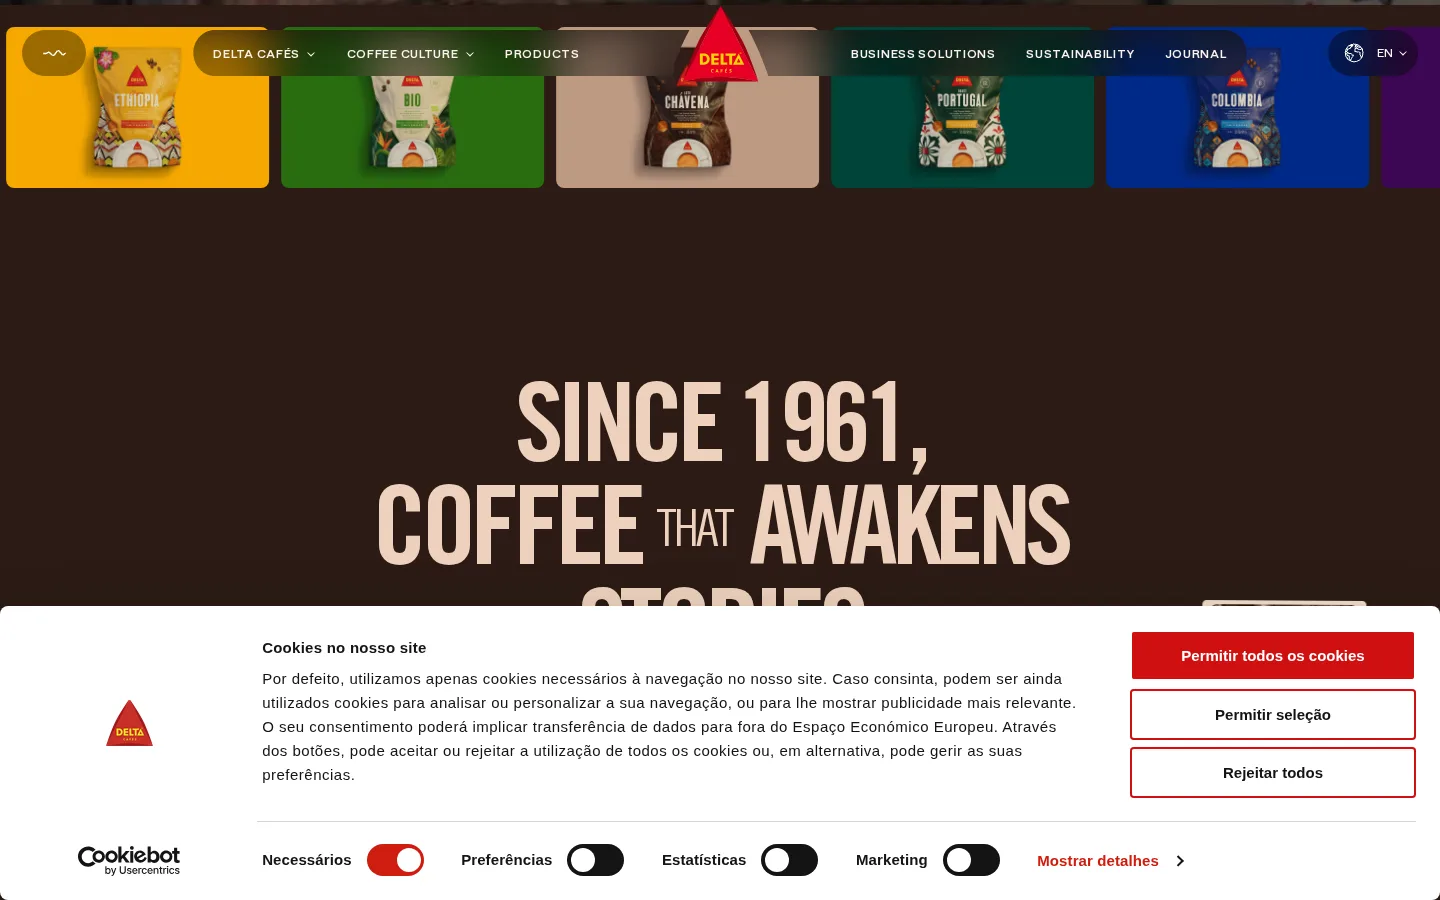 DELTA CAFÉS
COFFEE CULTURE
PRODUCTS
DELTA
CAFÉS
BUSINESS SOLUTIONS
SUSTAINABILITY
JOURNAL
EN
ETHIOPIA
BIO
CHÁVENA
PORTUGAL
COLOMBIA
SINCE 1961,
COFFEE THAT AWAKENS
STORIES
Cookies no nosso site
Por defeito, utilizamos apenas cookies necessários à navegação no nosso site. Caso consinta, podem ser ainda
utilizados cookies para analisar ou personalizar a sua navegação, ou para lhe mostrar publicidade mais relevante.
O seu consentimento poderá implicar transferência de dados para fora do Espaço Económico Europeu. Através
dos botões, pode aceitar ou rejeitar a utilização de todos os cookies ou, em alternativa, pode gerir as suas
preferências.
Permitir todos os cookies
Permitir seleção
Rejeitar todos
DELTA
CAFÉS
Cookiebot
by Usercentrics
Necessários
Preferências
Estatísticas
Marketing
Mostrar detalhes